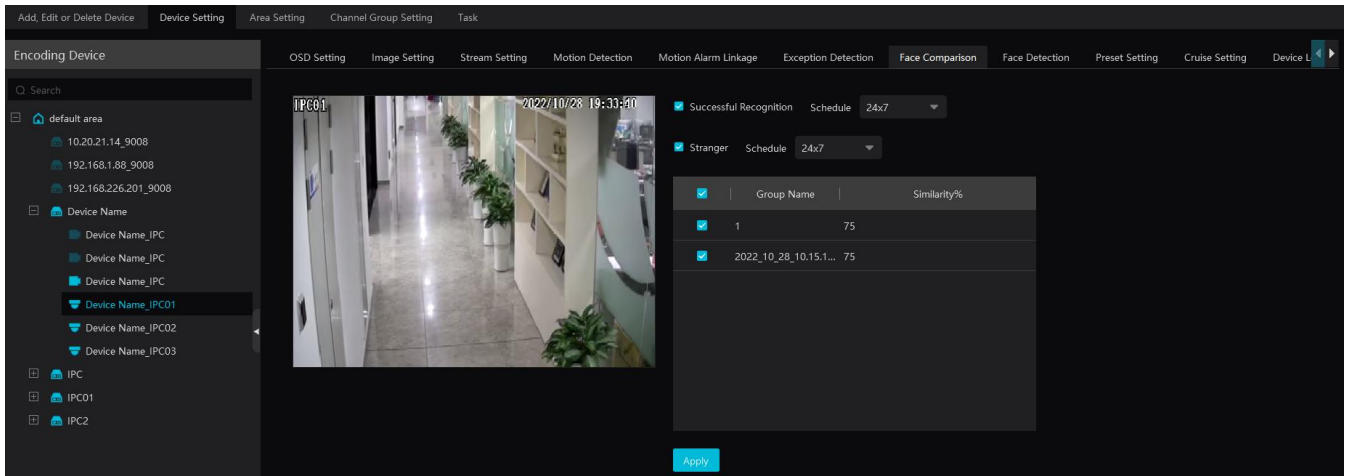 Add, Edit or Delete Device Device Setting Area Setting Channel Group Setting Task
Encoding Device
OSD Setting Image Setting Stream Setting Motion Detection Motion Alarm Linkage Exception Detection Face Comparison Face Detection Preset Setting Cruise Setting Device L
Search
default area
10.20.21.14_9008
192.168.1.88_9008
192.168.226.201_9008
Device Name
Device Name_IPC
Device Name_IPC
Device Name_IPC
Device Name_IPC01
Device Name_IPC02
Device Name_IPC03
IPC
IPC01
IPC2
IPC01 2022/10/28 19:33:40
Successful Recognition Schedule 24x7
Stranger Schedule 24x7
Group Name Similarity%
1 75
2022_10_28_10.15.1... 75
Apply